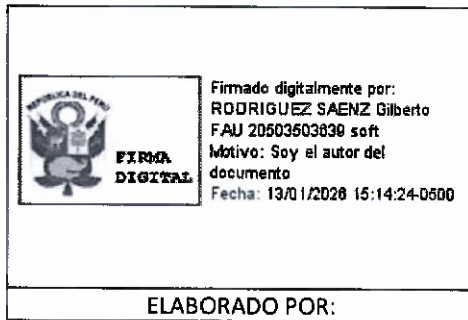 REPUBLICA DEL PERU
FIRMA
DIGITAL
Firmado digitalmente por:
RODRIGUEZ SAENZ Gilberto
FAU 20503503639 soft
Motivo: Soy el autor del
documento
Fecha: 13/01/2026 15:14:24-0500
ELABORADO POR: